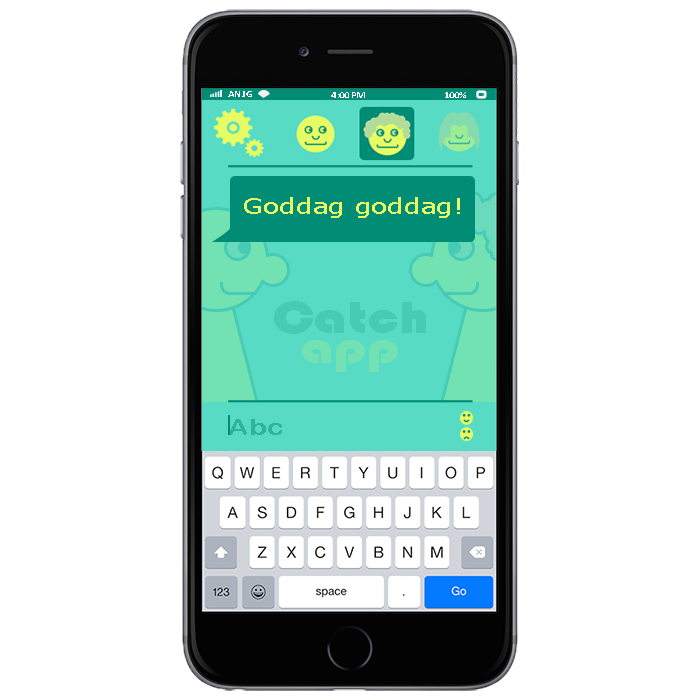 ANJG 4:00 PM 100%
Goddag goddag!
Catch
app
Abc
Q W E R T Y U I O P
A S D F G H J K L
Z X C V B N M
123 space . Go